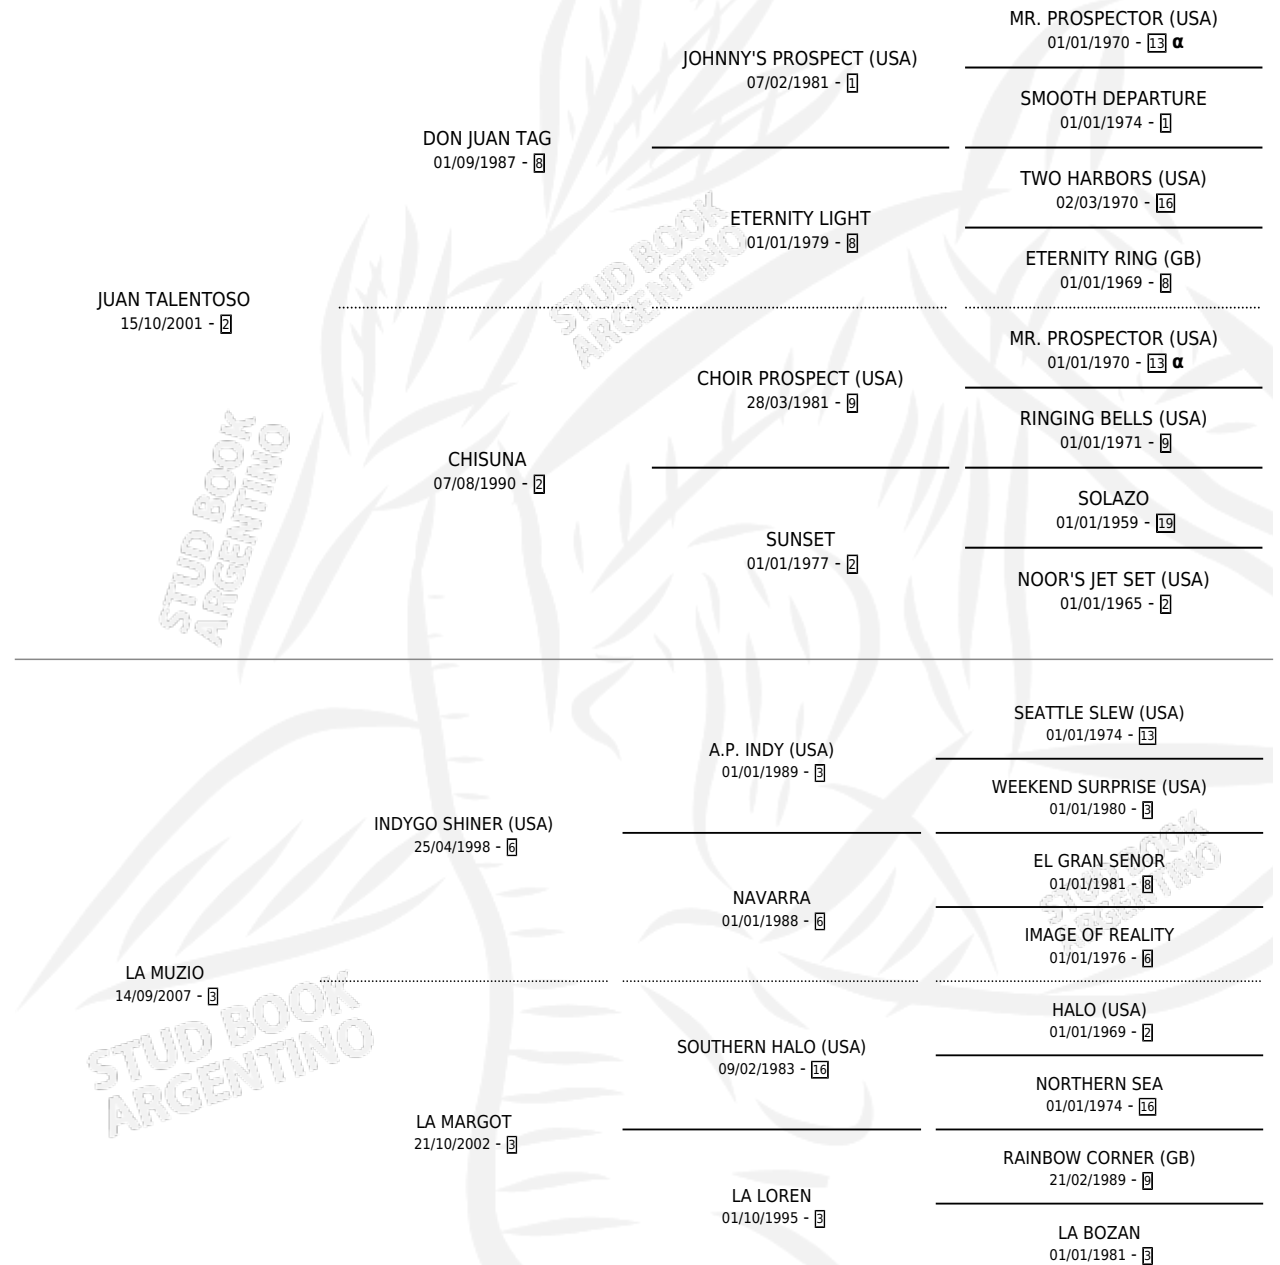 MR. PROSPECTOR (USA)
01/01/1970 - 13 α
JOHNNY'S PROSPECT (USA)
07/02/1981 - 1
SMOOTH DEPARTURE
01/01/1974 - 1
DON JUAN TAG
01/09/1987 - 8
TWO HARBORS (USA)
02/03/1970 - 16
ETERNITY LIGHT
01/01/1979 - 8
ETERNITY RING (GB)
01/01/1969 - 8
JUAN TALENTOSO
15/10/2001 - 2
MR. PROSPECTOR (USA)
01/01/1970 - 13 α
CHOIR PROSPECT (USA)
28/03/1981 - 9
RINGING BELLS (USA)
01/01/1971 - 9
CHISUNA
07/08/1990 - 2
SOLAZO
01/01/1959 - 19
SUNSET
01/01/1977 - 2
NOOR'S JET SET (USA)
01/01/1965 - 2
SEATTLE SLEW (USA)
01/01/1974 - 13
A.P. INDY (USA)
01/01/1989 - 3
WEEKEND SURPRISE (USA)
01/01/1980 - 3
INDYGO SHINER (USA)
25/04/1998 - 6
EL GRAN SENOR
01/01/1981 - 8
NAVARRA
01/01/1988 - 6
IMAGE OF REALITY
01/01/1976 - 6
LA MUZIO
14/09/2007 - 3
HALO (USA)
01/01/1969 - 2
SOUTHERN HALO (USA)
09/02/1983 - 16
NORTHERN SEA
01/01/1974 - 16
LA MARGOT
21/10/2002 - 3
RAINBOW CORNER (GB)
21/02/1989 - 9
LA LOREN
01/10/1995 - 3
LA BOZAN
01/01/1981 - 3
STUD BOOK
ARGENTINO
STUD BOOK
ARGENTINO
STUD BOOK
ARGENTINO
STUD BOOK
ARGENTINO